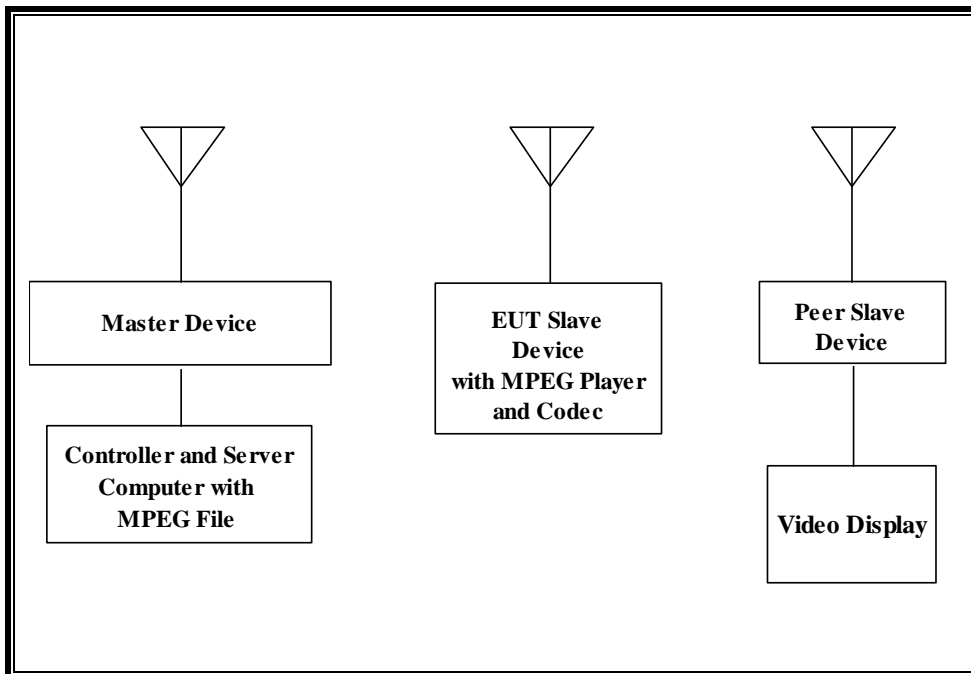 Master Device
Controller and Server
Computer with
MPEG File
EUT Slave
Device
with MPEG Player
and Codec
Peer Slave
Device
Video Display